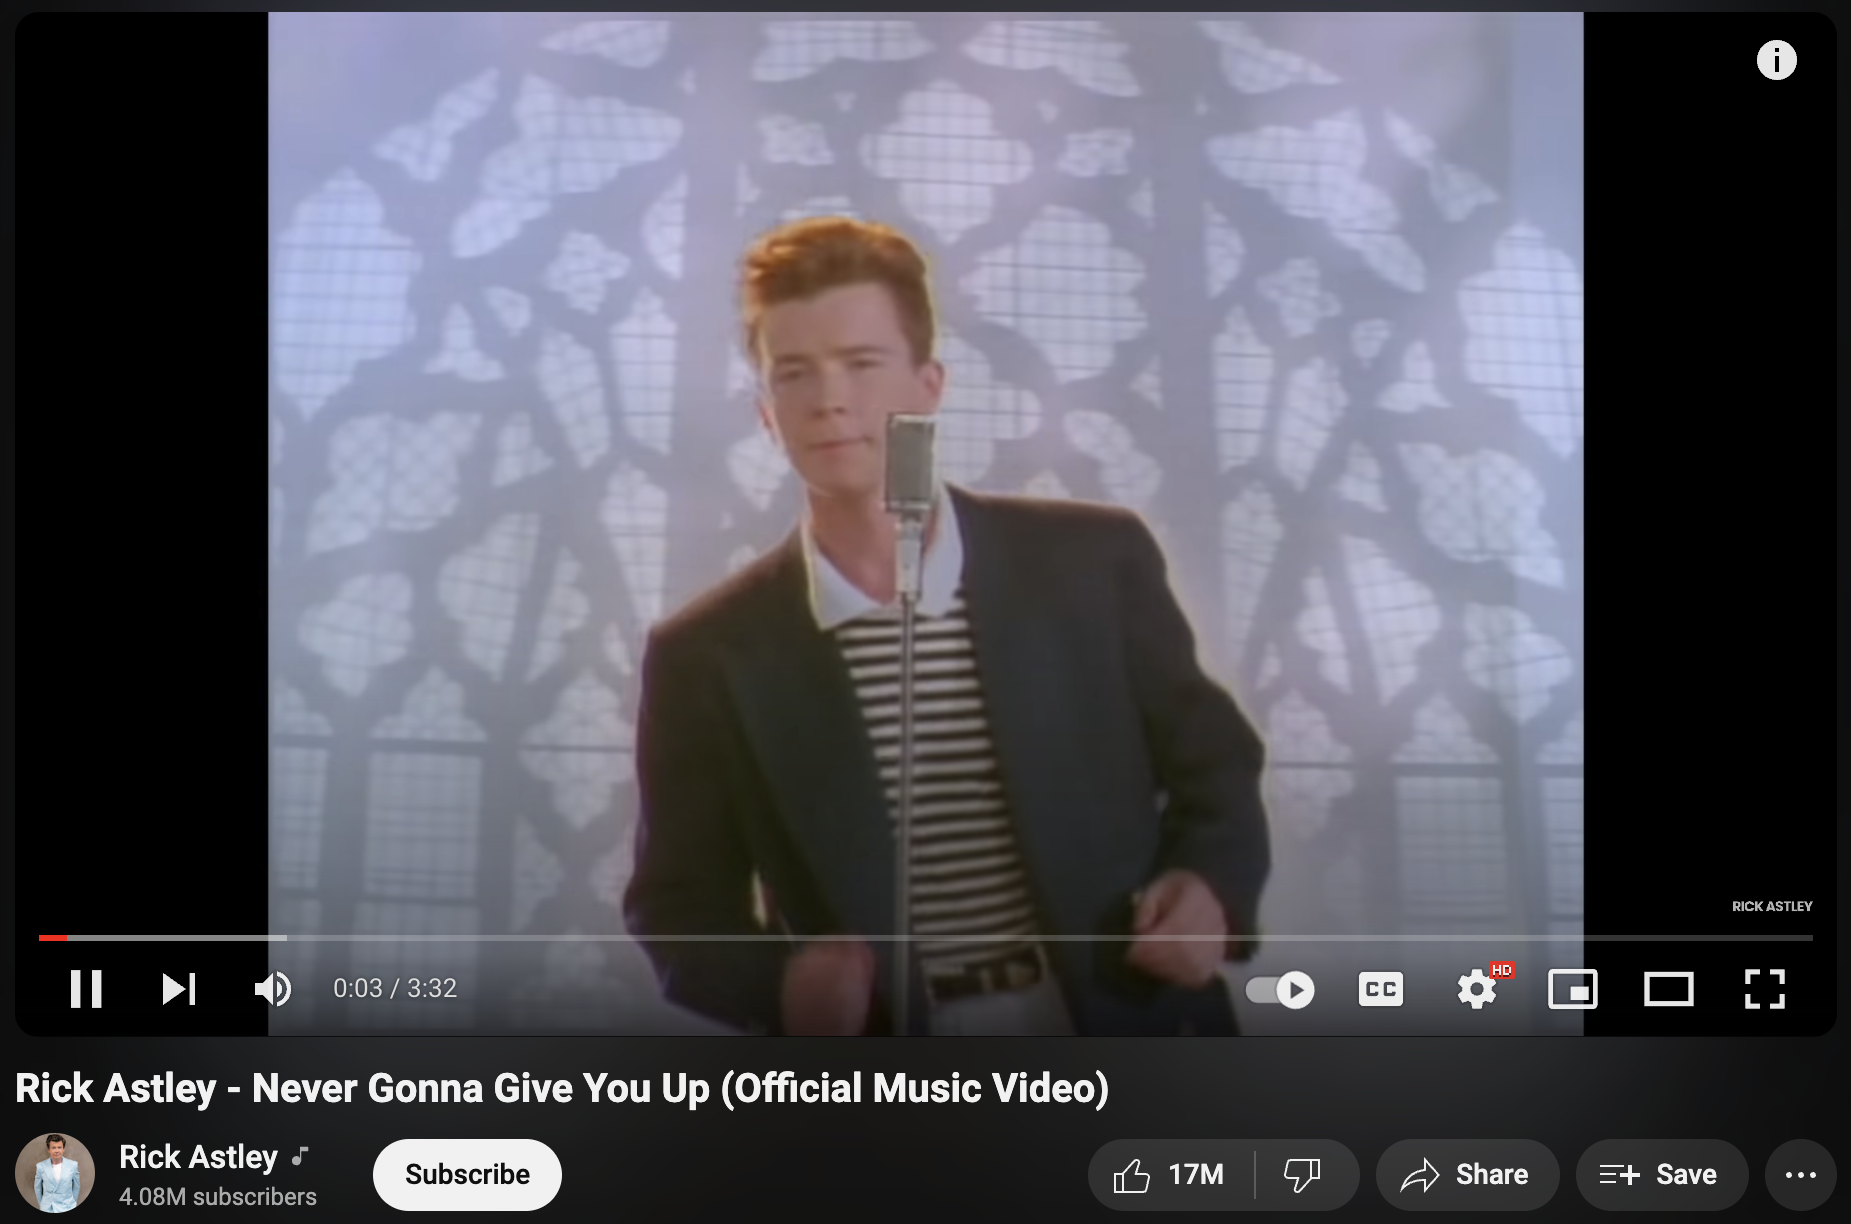 RICK ASTLEY
0:03 / 3:32
CC
HD
Rick Astley - Never Gonna Give You Up (Official Music Video)
Rick Astley
4.08M subscribers
Subscribe
17M
Share
Save